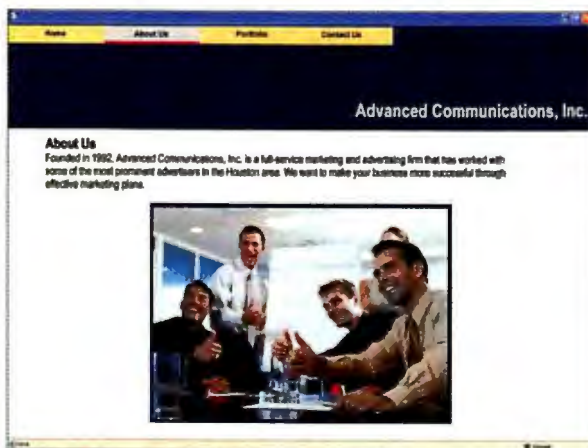 Home About Us Portfolio Contact Us
Advanced Communications, Inc.
About Us
Founded in 1992, Advanced Communications, Inc. is a full-service marketing and advertising firm that has worked with
some of the most prominent advertisers in the Houston area. We want to make your business more successful through
effective marketing plans.